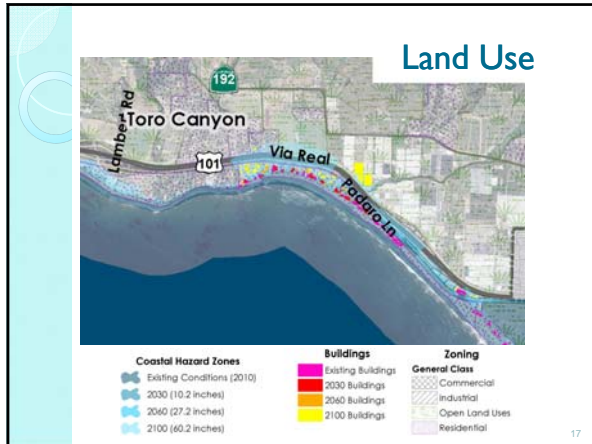 Land Use
192
Lambert Rd
Toro Canyon
101
Via Real
Padaro Ln
Coastal Hazard Zones
Existing Conditions (2010)
2030 (10.2 inches)
2060 (27.2 inches)
2100 (60.2 inches)
Buildings
Existing Buildings
2030 Buildings
2060 Buildings
2100 Buildings
Zoning
General Class
Commercial
Industrial
Open Land Uses
Residential
17